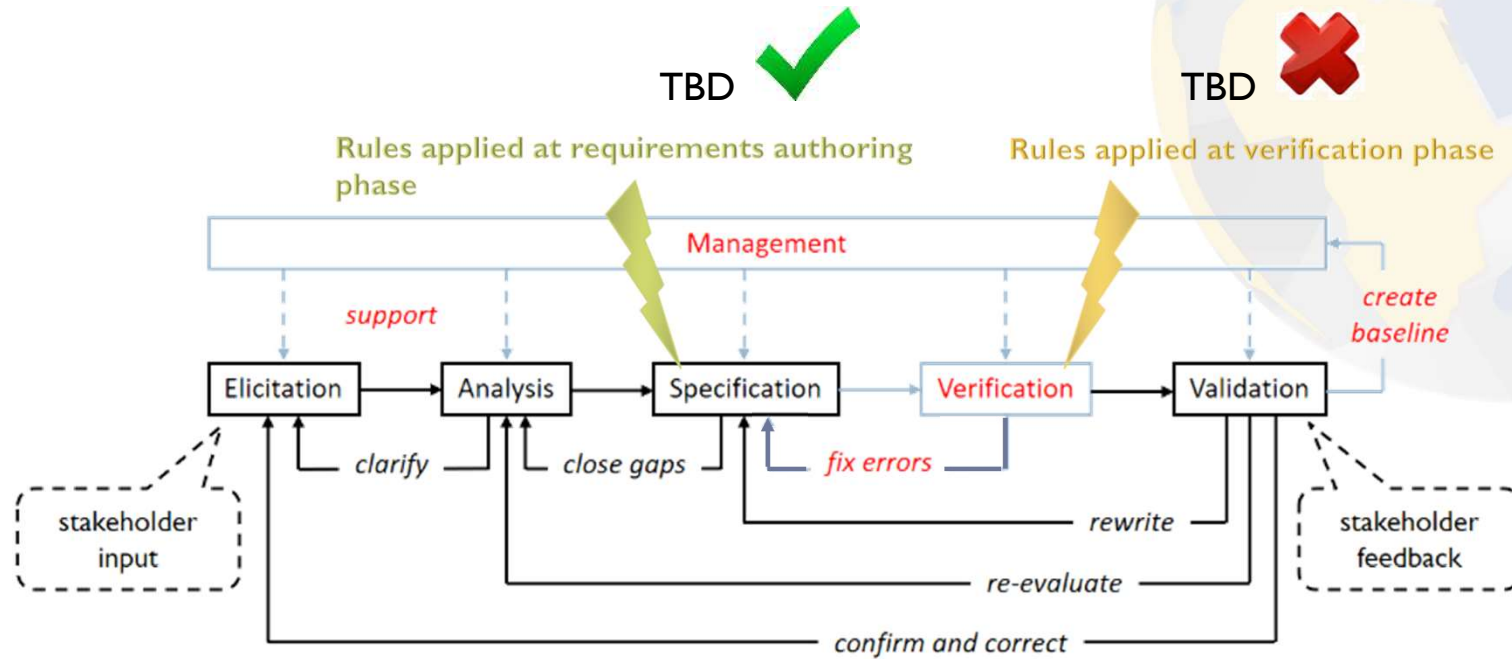 TBD
TBD
Rules applied at requirements authoring
phase
Rules applied at verification phase
Management
support
create
baseline
Elicitation
Analysis
Specification
Verification
Validation
clarify
close gaps
fix errors
stakeholder
input
rewrite
stakeholder
feedback
re-evaluate
confirm and correct